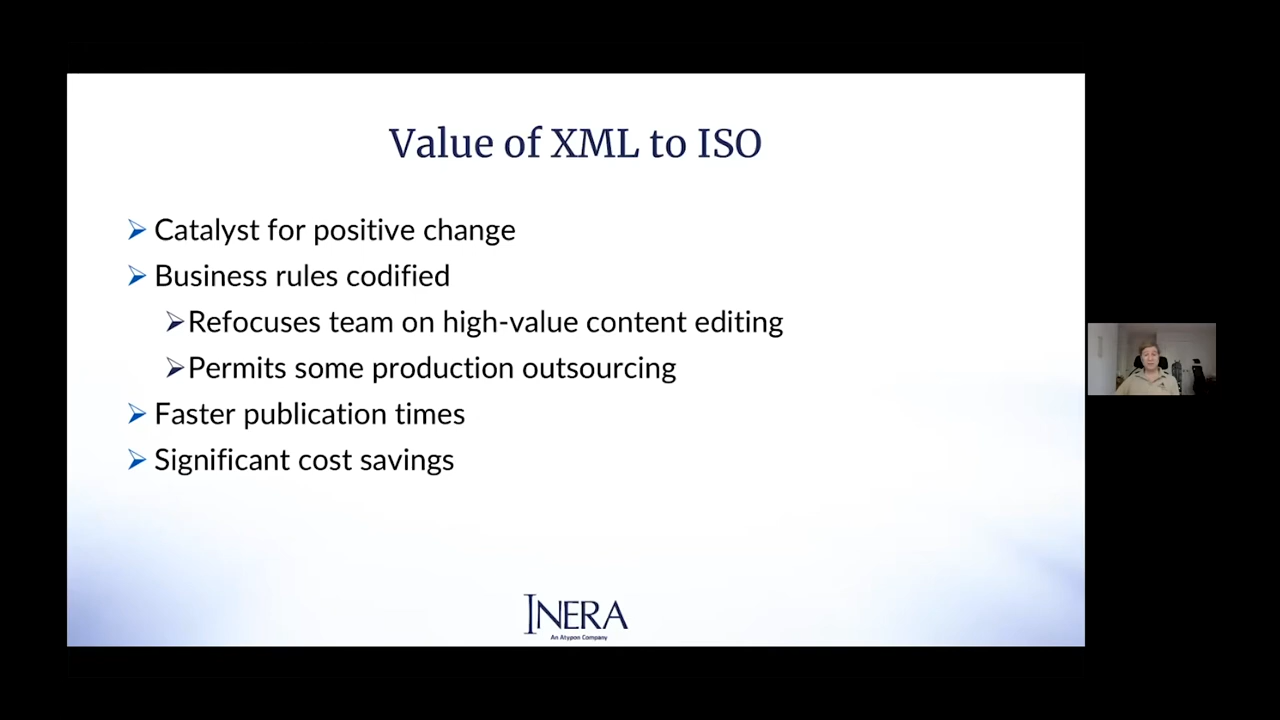 Value of XML to ISO
Catalyst for positive change
Business rules codified
Refocuses team on high-value content editing
Permits some production outsourcing
Faster publication times
Significant cost savings
INERA
An Atypon Company